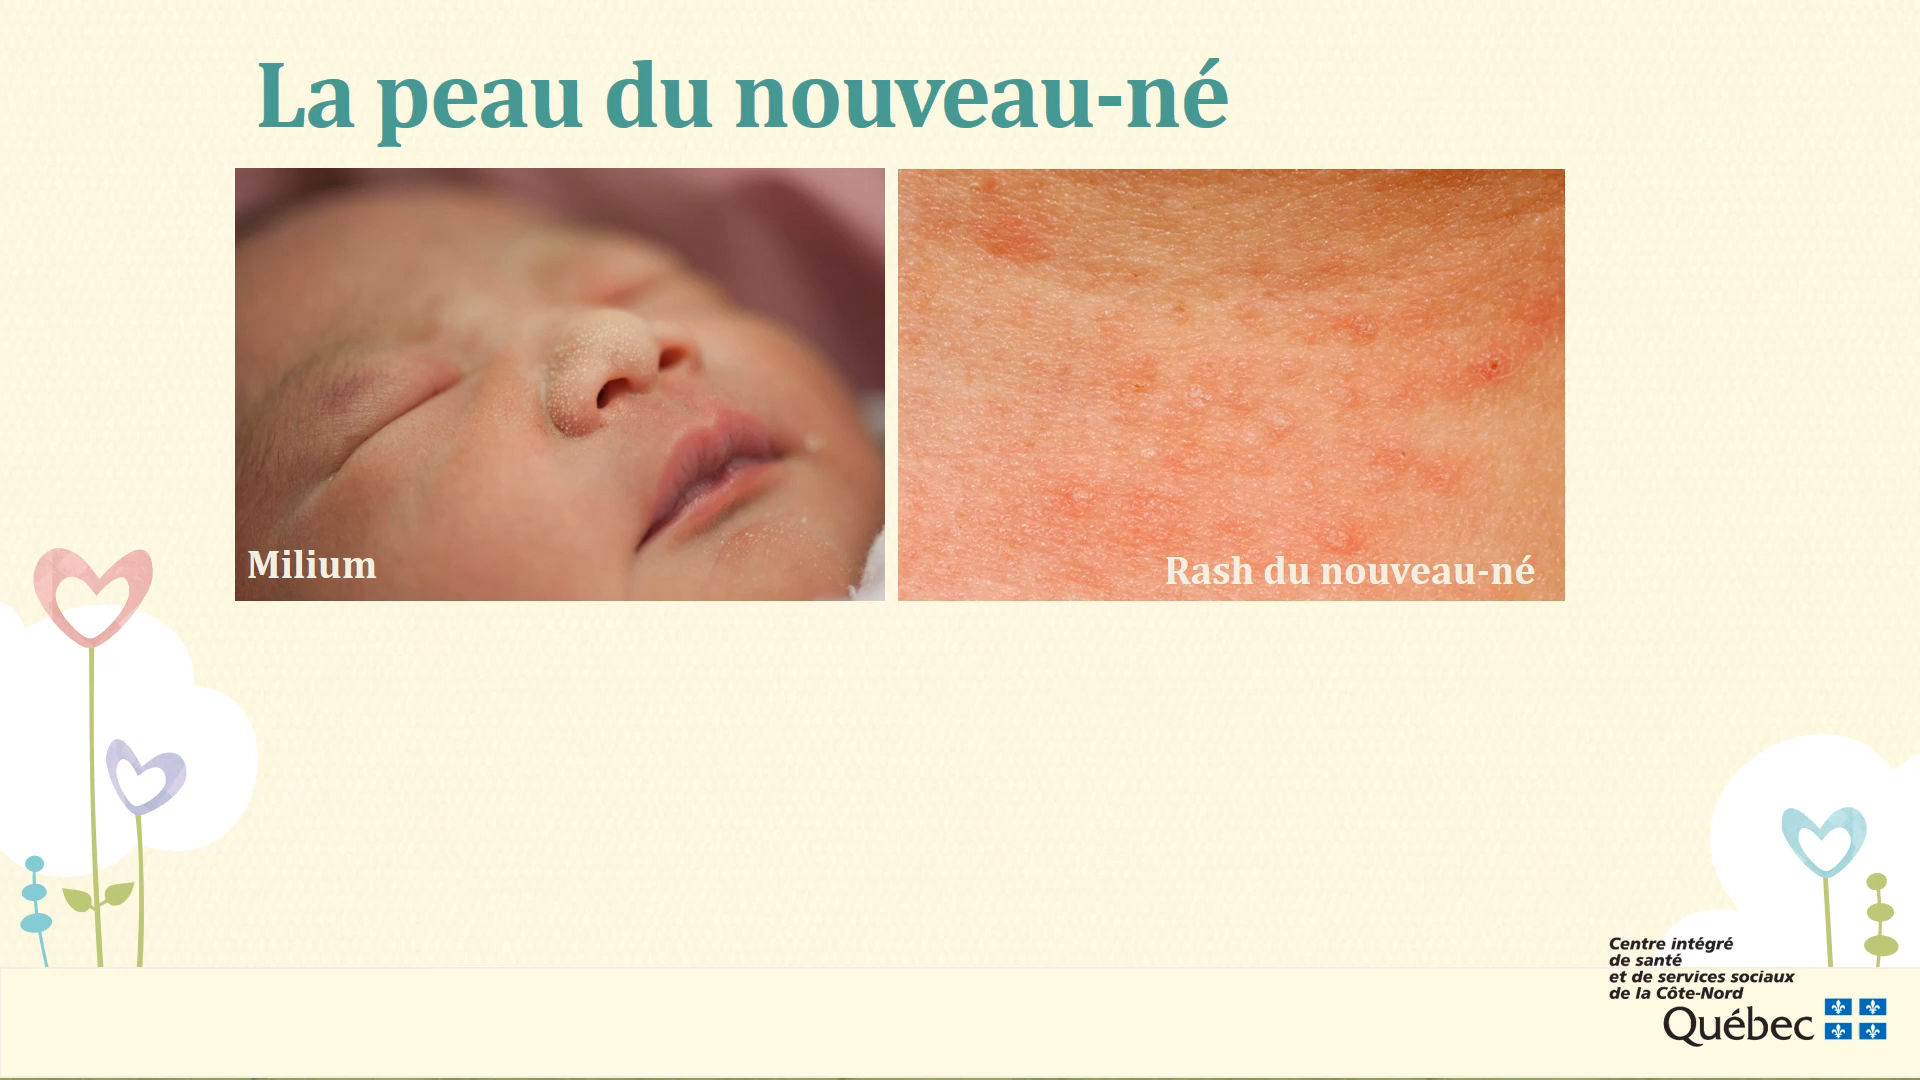 La peau du nouveau-né
Milium
Rash du nouveau-né
Centre intégré
de santé
et de services sociaux
de la Côte-Nord
Québec